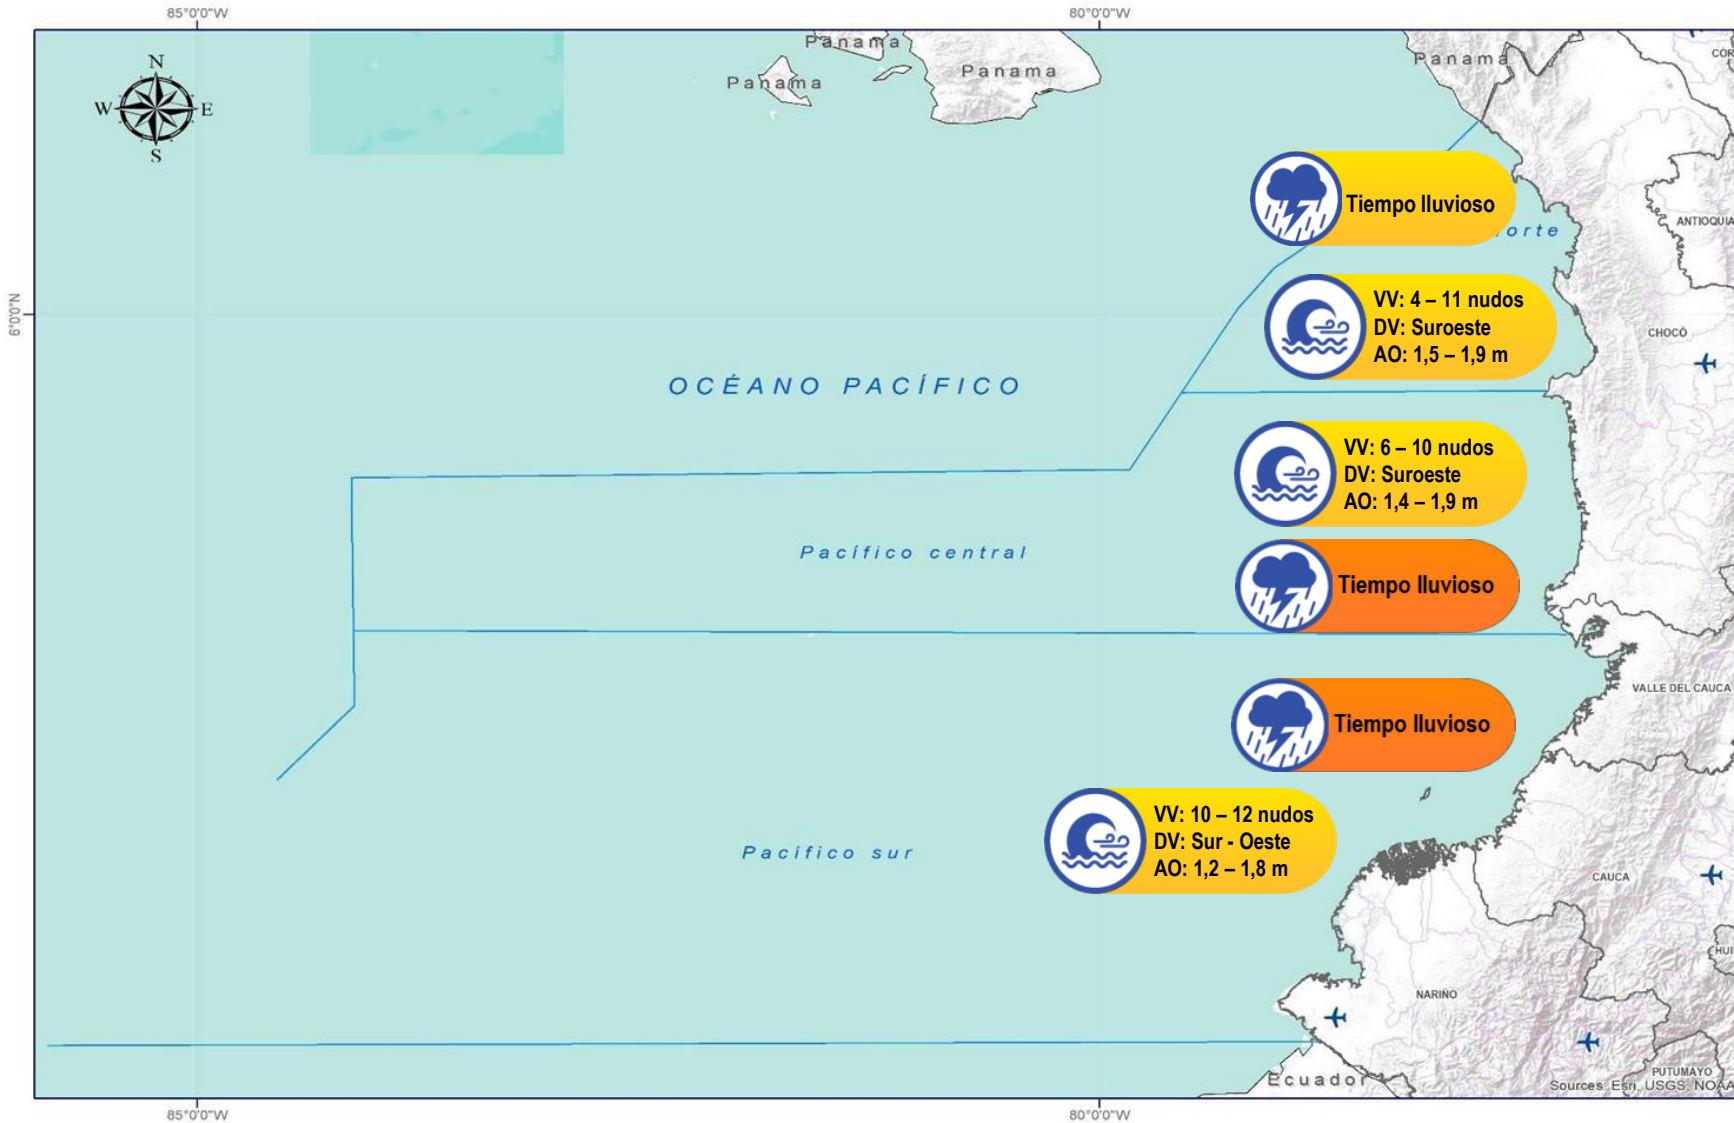 85°0'0"W
80°0'0"W
N
W
E
S
Panama
Panama
Panama
Panama
Tiempo lluvioso
orte
ANTIOQUIA
6°0'0"N
VV: 4 – 11 nudos
DV: Suroeste
AO: 1,5 – 1,9 m
CHOCÓ
OCÉANO PACÍFICO
VV: 6 – 10 nudos
DV: Suroeste
AO: 1,4 – 1,9 m
Pacífico central
Tiempo lluvioso
VALLE DEL CAUCA
Tiempo lluvioso
VV: 10 – 12 nudos
DV: Sur - Oeste
AO: 1,2 – 1,8 m
Pacífico sur
CAUCA
HUI
NARIÑO
PUTUMAYO
Ecuador
Sources: Esri, USGS, NOAA
85°0'0"W
80°0'0"W